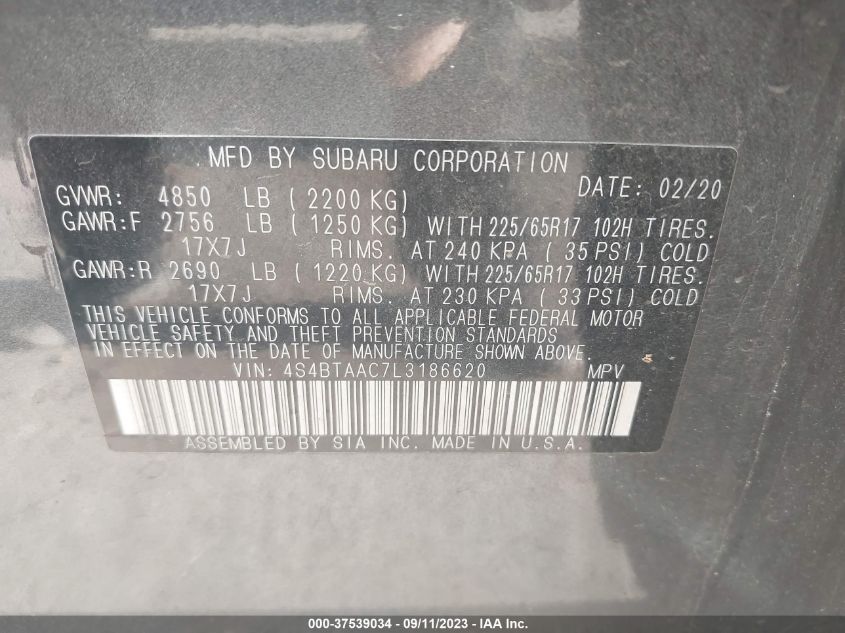 .MFD BY SUBARU CORPORATION
DATE: 02/20
GVWR: 4850 LB ( 2200 KG)
GAWR:F 2756 LB ( 1250 KG) WITH 225/65R17 102H TIRES.
17X7J RIMS. AT 240 KPA ( 35 PSI) COLD
GAWR:R 2690 LB ( 1220 KG) WITH 225/65R17 102H TIRES.
17X7J RIMS. AT 230 KPA ( 33 PSI) COLD
THIS VEHICLE CONFORMS TO ALL APPLICABLE FEDERAL MOTOR
VEHICLE SAFETY AND THEFT PREVENTION STANDARDS
IN EFFECT ON THE DATE OF MANUFACTURE SHOWN ABOVE.
VIN: 4S4BTAAC7L3186620 MPV
ASSEMBLED BY SIA INC. MADE IN U.S.A.
000-37539034 - 09/11/2023 - IAA Inc.